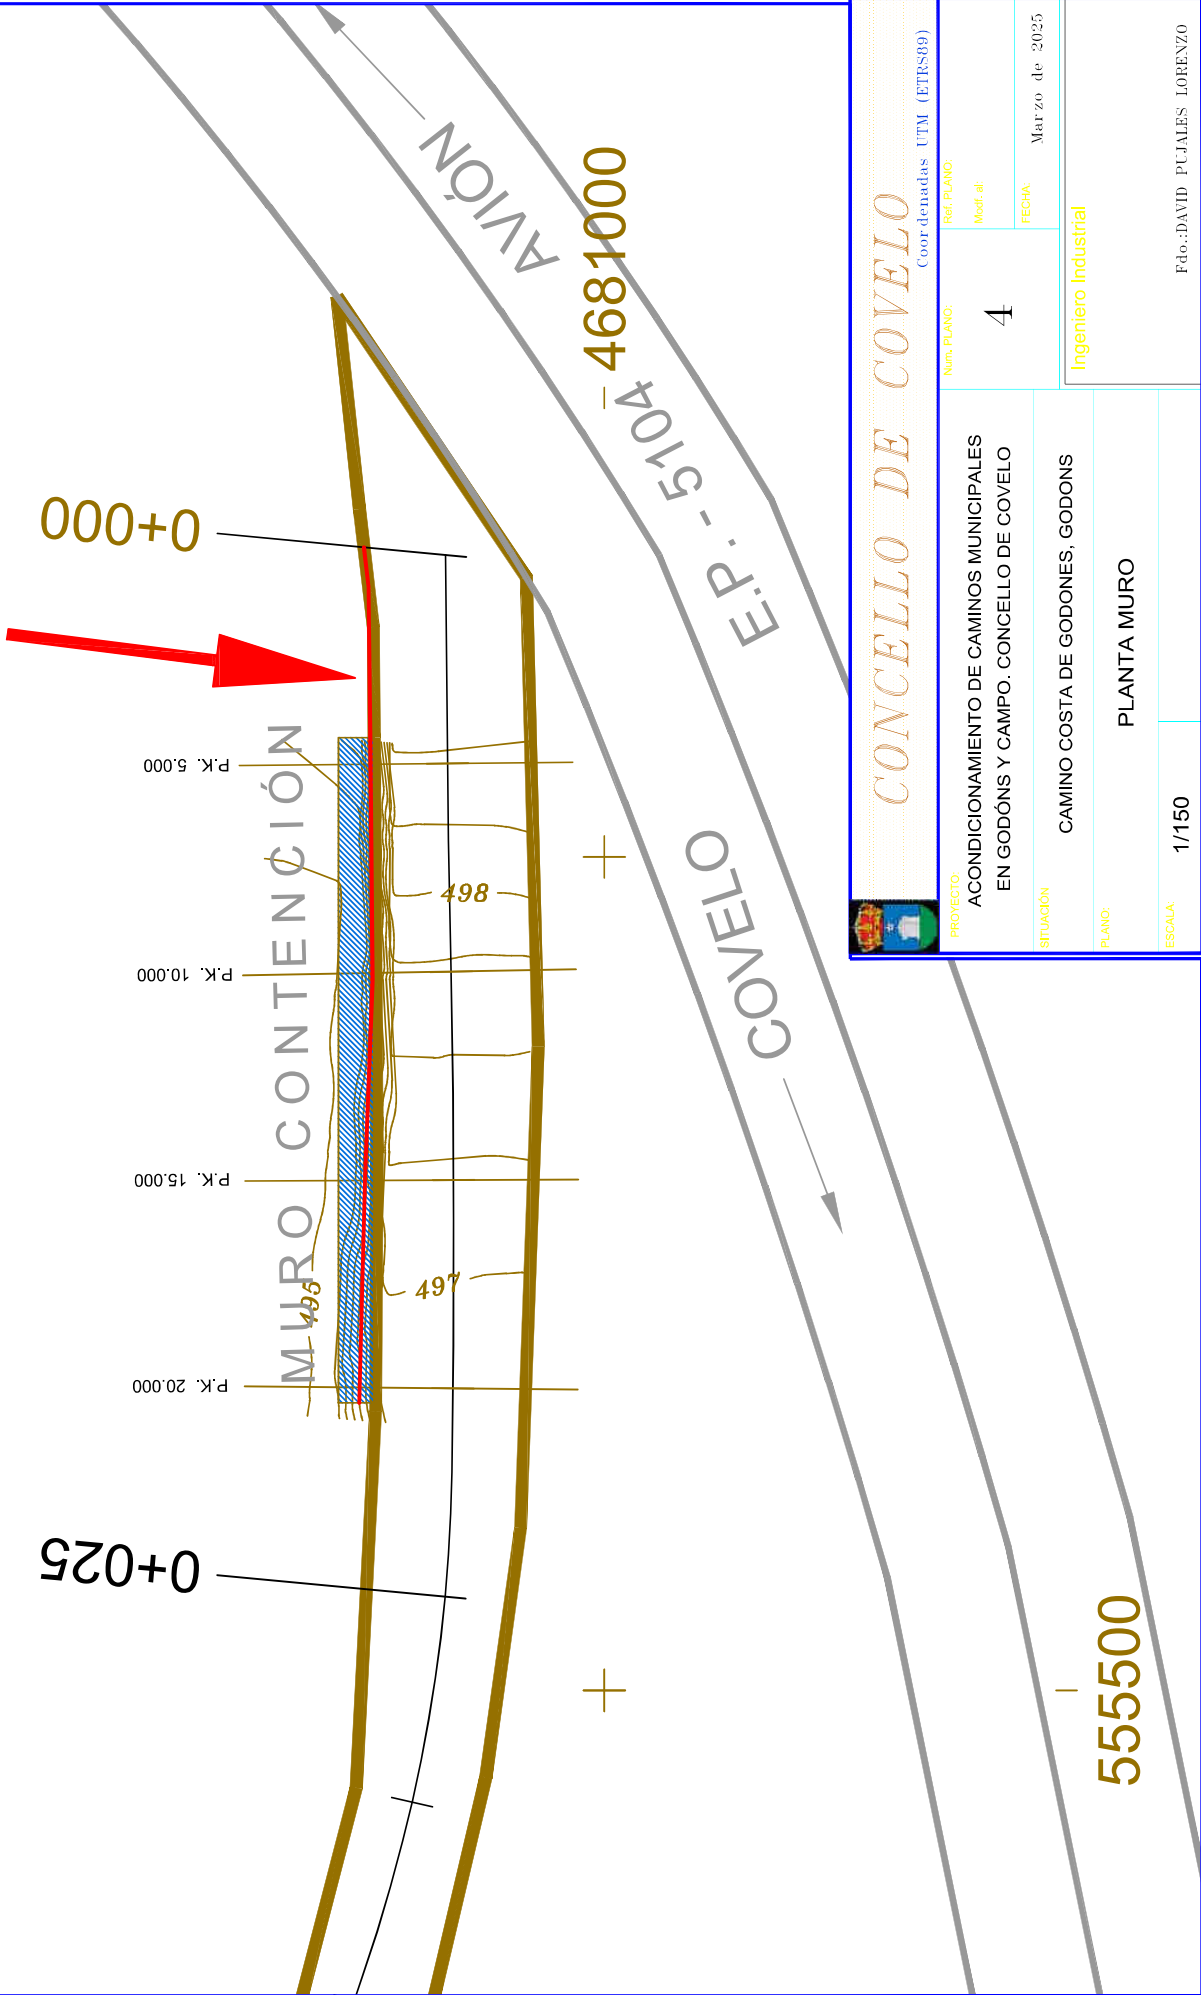 0+000
MURO CONTENCIÓN
P.K. 5.000
P.K. 10.000
P.K. 15.000
P.K. 20.000
0+025
498
497
495
AVIÓN
E.P. - 5104
COVELO
4681000
555500
CONCELLO DE COVELO
Coordenadas UTM (ETRS89)
PROYECTO:
ACONDICIONAMIENTO DE CAMINOS MUNICIPALES
EN GODÓNS Y CAMPO. CONCELLO DE COVELO
SITUACIÓN
CAMINO COSTA DE GODONES, GODONS
PLANO:
PLANTA MURO
ESCALA:
1/150
Num. PLANO:
4
Ref. PLANO:
Modf. al:
FECHA:
Marzo de 2025
Ingeniero Industrial
Fdo.:DAVID PUJALES LORENZO